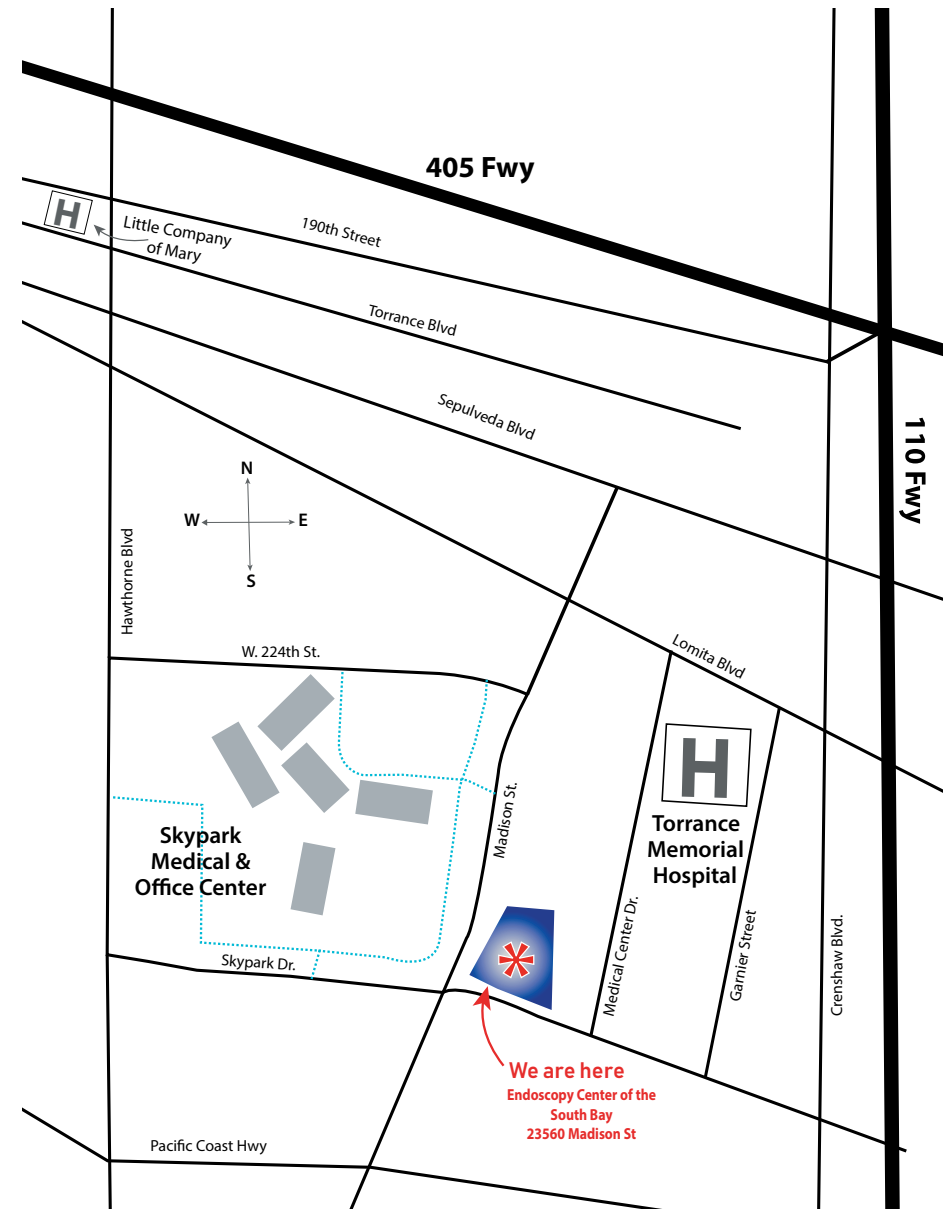 405 Fwy
190th Street
H
Little Company
of Mary
Torrance Blvd
Sepulveda Blvd
110 Fwy
N
W
E
S
Hawthorne Blvd
W. 224th St.
Lomita Blvd
H
Torrance
Memorial
Hospital
Madison St.
Skypark
Medical &
Office Center
Medical Center Dr.
Garnier Street
Crenshaw Blvd.
Skypark Dr.
We are here
Endoscopy Center of the
South Bay
23560 Madison St
Pacific Coast Hwy